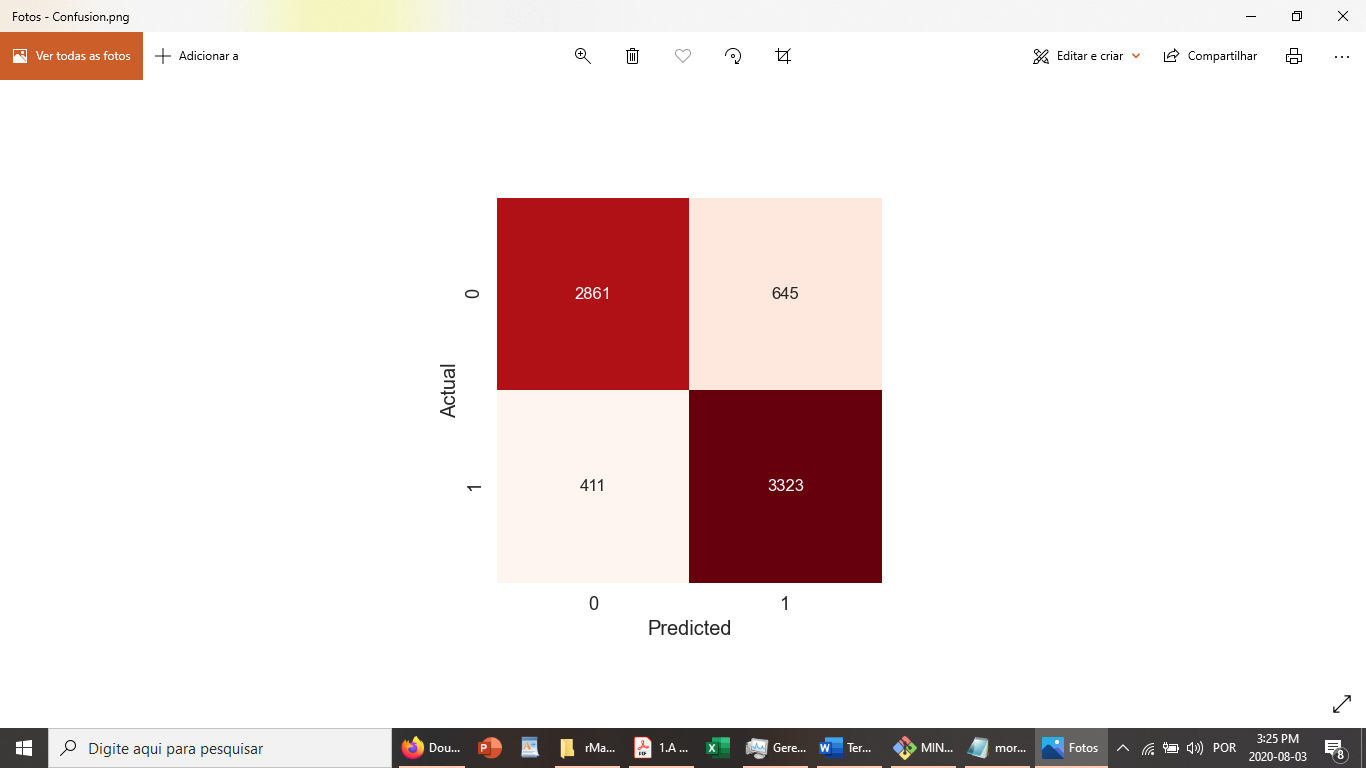 Fotos - Confusion.png
Ver todas as fotos
Adicionar a
Editar e criar
Compartilhar
2861
645
0
Actual
411
3323
1
0
1
Predicted
Digite aqui para pesquisar
Dou...
rMa...
1.A ...
Gere...
Ter...
MIN...
mor...
Fotos
POR
3:25 PM
2020-08-03
8